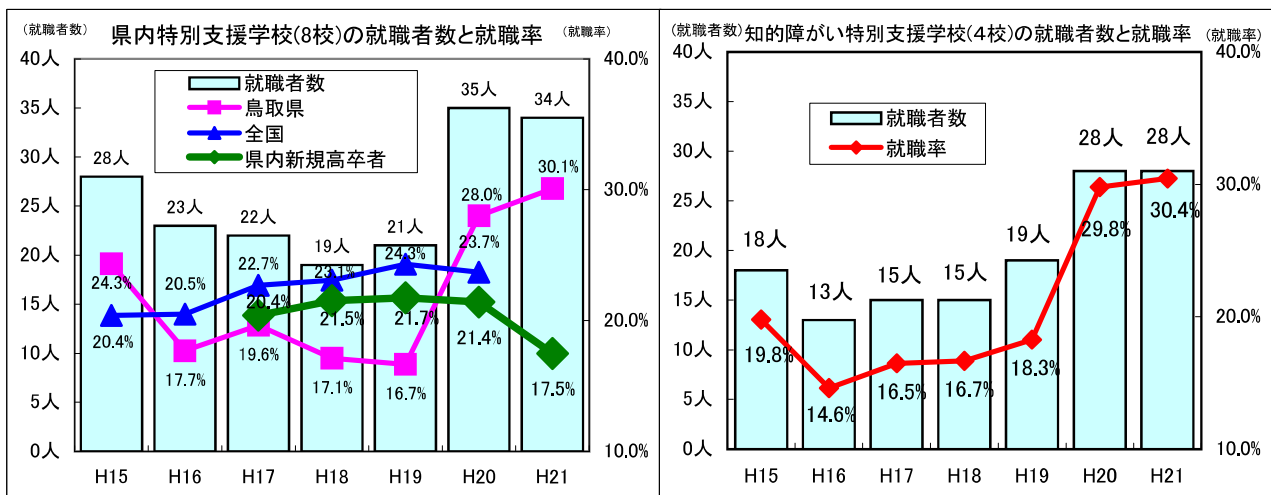 (就職者数) 県内特別支援学校(8校)の就職者数と就職率 (就職率)
40人 40.0%
就職者数
鳥取県
全国
県内新規高卒者
35人 35人 34人
30人 28人 30.1% 30.0%
28.0%
25人 23人 22人
20人 24.3% 20.5% 22.7% 19人 23.1% 21人 24.3% 23.7%
15人 20.4% 20.4% 21.5% 21.7% 21.4% 20.0%
10人 17.7% 19.6% 17.1% 16.7% 17.5%
5人
0人 10.0%
H15 H16 H17 H18 H19 H20 H21
(就職者数) 知的障がい特別支援学校(4校)の就職者数と就職率 (就職率)
40人 40.0%
就職者数
就職率
35人
30人 28人 28人 30.0%
25人 29.8% 30.4%
20人 18人 19人 20.0%
15人 13人 15人 15人
10人 19.8% 18.3%
5人 14.6% 16.5% 16.7%
0人 10.0%
H15 H16 H17 H18 H19 H20 H21